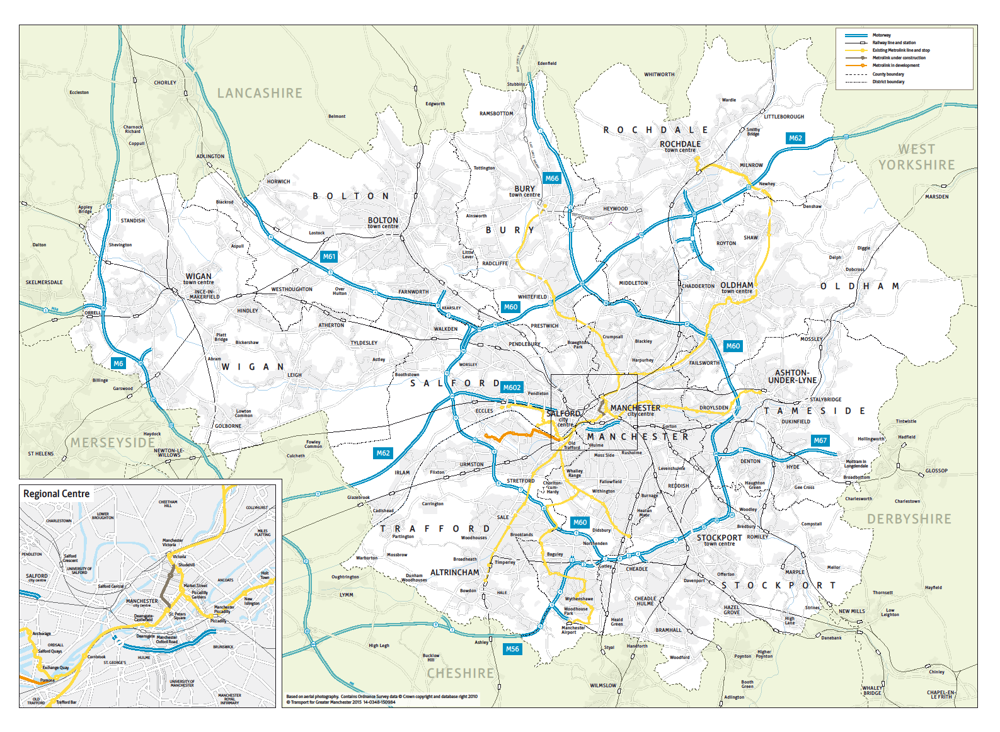 Motorway
Railway line and station
Existing Metrolink line and stop
Metrolink under construction
Metrolink in development
County boundary
District boundary
Edenfield
Stubbins
WHITWORTH
CHORLEY
LANCASHIRE
Eccleston
Edgworth
Belmont
RAMSBOTTOM
Wardle
LITTLEBOROUGH
Charnock
Richard
Coppull
Smithy
Bridge
ROCHDALE
ROCHDALE
town centre
M62
WEST
YORKSHIRE
ADLINGTON
Tottington
MILNROW
Newhey
HORWICH
M66
BURY
town centre
MARSDEN
BOLTON
Blackrod
Appley
Bridge
HEYWOOD
Denshaw
STANDISH
BOLTON
town centre
Ainsworth
BURY
Lostock
SHAW
ROYTON
Dalton
Shevington
Aspull
Diggle
Delph
Dobcross
M61
Little
Lever
RADCLIFFE
SKELMERSDALE
WIGAN
town centre
INCE-IN-
MAKERFIELD
WESTHOUGHTON
Over
Hulton
FARNWORTH
MIDDLETON
CHADDERTON
OLDHAM
town centre
OLDHAM
WHITEFIELD
M58
ORRELL
HINDLEY
KEARSLEY
M60
ATHERTON
WALKDEN
PRESTWICH
Platt
Bridge
Bickershaw
TYLDESLEY
PENDLEBURY
Broughton
Park
Crumpsall
Blackley
M60
MOSSLEY
Abram
Astley
WORSLEY
Harpurhey
FAILSWORTH
M6
WIGAN
LEIGH
Boothstown
SALFORD
M602
Pendleton
ASHTON-
UNDER-LYNE
Billinge
Garswood
STALYBRIDGE
Lowton
Common
ECCLES
SALFORD
city
centre
MANCHESTER
city centre
DROYLSDEN
TAMESIDE
DUKINFIELD
Tintwistle
GOLBORNE
Gorton
Haydock
MERSEYSIDE
MANCHESTER
Hadfield
Hollingworth
M67
Fowley
Common
Old
Trafford
Hulme
NEWTON-LE-
WILLOWS
ST HELENS
Culcheth
M62
Moss Side
Rusholme
DENTON
HYDE
Mottram in
Longdendale
URMSTON
IRLAM
Flixton
Whalley
Range
Levenshulme
GLOSSOP
Broadbottom
STRETFORD
Chorlton-
cum-
Hardy
Fallowfield
Withington
REDDISH
Haughton
Green
Gee Cross
Burnage
Glazebrook
Cadishead
Carrington
Heaton
Moor
Woodley
Charlesworth
Charlestown
SALE
M60
Didsbury
Bredbury
Compstall
DERBYSHIRE
TRAFFORD
Partington
Woodhouses
Brooklands
Northenden
STOCKPORT
town centre
ROMILEY
Warburton
Mossbrow
Broadheath
Timperley
Baguley
Gatley
CHEADLE
Oughtrington
Dunham
Woodhouses
ALTRINCHAM
Davenport
Offerton
MARPLE
Mellor
STOCKPORT
LYMM
Bowdon
HALE
Wythenshawe
Woodhouse
Park
CHEADLE
HULME
HAZEL
GROVE
Strines
NEW MILLS
Thornsett
Hayfield
Low
Leighton
High
Lane
Manchester
Airport
Heald
Green
BRAMHALL
Danebank
High Legh
Ashley
M56
Styal
Handforth
Woodford
Poynton
Higher
Poynton
Bucklow
Hill
CHESHIRE
WILMSLOW
Booth
Green
Adlington
Chinley
WHALEY
BRIDGE
CHAPEL-EN-
LE FRITH
M6
Based on aerial photography. Contains Ordnance Survey data © Crown copyright and database right 2010
© Transport for Greater Manchester 2015 14-0348-150984
Regional Centre
CHEETHAM
HILL
COLLYHURST
LOWER
BROUGHTON
CHARLESTOWN
MILES
PLATTING
Manchester
Victoria
PENDLETON
Salford
Crescent
Victoria
Shudehill
UNIVERSITY OF
SALFORD
SALFORD
city centre
ANCOATS
Holt
Town
Salford Central
Market Street
Piccadilly
Gardens
MANCHESTER
city centre
New
Islington
Manchester
Piccadilly
Deansgate-
Castlefield
St. Peters
Square
Piccadilly
Anchorage
Deansgate
Manchester
Oxford Road
ORDSALL
Salford Quays
BRUNSWICK
Cornbrook
HULME
ST. GEORGE'S
Exchange Quay
Pomona
UNIVERSITY OF
MANCHESTER
OLD
TRAFFORD
Trafford Bar
MANCHESTER
ROYAL
INFIRMARY